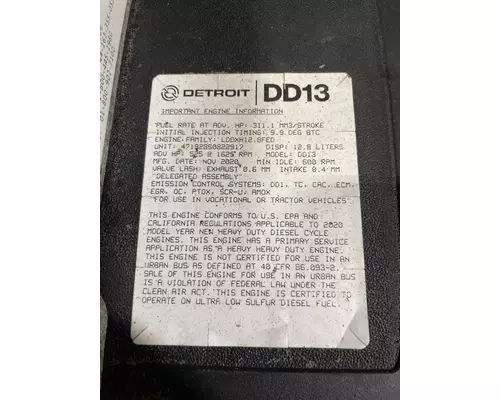 DETROIT DD13
IMPORTANT ENGINE INFORMATION
FUEL RATE AT ADV. HP: 311.1 MM3/STROKE
INITIAL INJECTION TIMING: 9.9 DEG BTC
ENGINE FAMILY: LDDXH12.8FED
UNIT: 471928S0822917 DISP: 12.8 LITERS
ADV HP: 525 @ 1625 RPM MODEL: DD13
MFG. DATE: NOV 2020 MIN IDLE: 600 RPM
VALVE LASH: EXHAUST 0.6 MM INTAKE 0.4 MM
"DELEGATED ASSEMBLY"
EMISSION CONTROL SYSTEMS: DDI, TC, CAC, ECM,
EGR, OC, PTOX, SCR-U, AMOX
"FOR USE IN VOCATIONAL OR TRACTOR VEHICLES"
THIS ENGINE CONFORMS TO U.S. EPA AND
CALIFORNIA REGULATIONS APPLICABLE TO 2020
MODEL YEAR NEW HEAVY DUTY DIESEL CYCLE
ENGINES. THIS ENGINE HAS A PRIMARY SERVICE
APPLICATION AS A HEAVY HEAVY DUTY ENGINE.
THIS ENGINE IS NOT CERTIFIED FOR USE IN AN
URBAN BUS AS DEFINED AT 40 CFR 86.093-2.
SALE OF THIS ENGINE FOR USE IN AN URBAN BUS
IS A VIOLATION OF FEDERAL LAW UNDER THE
CLEAN AIR ACT. THIS ENGINE IS CERTIFIED TO
OPERATE ON ULTRA LOW SULFUR DIESEL FUEL.